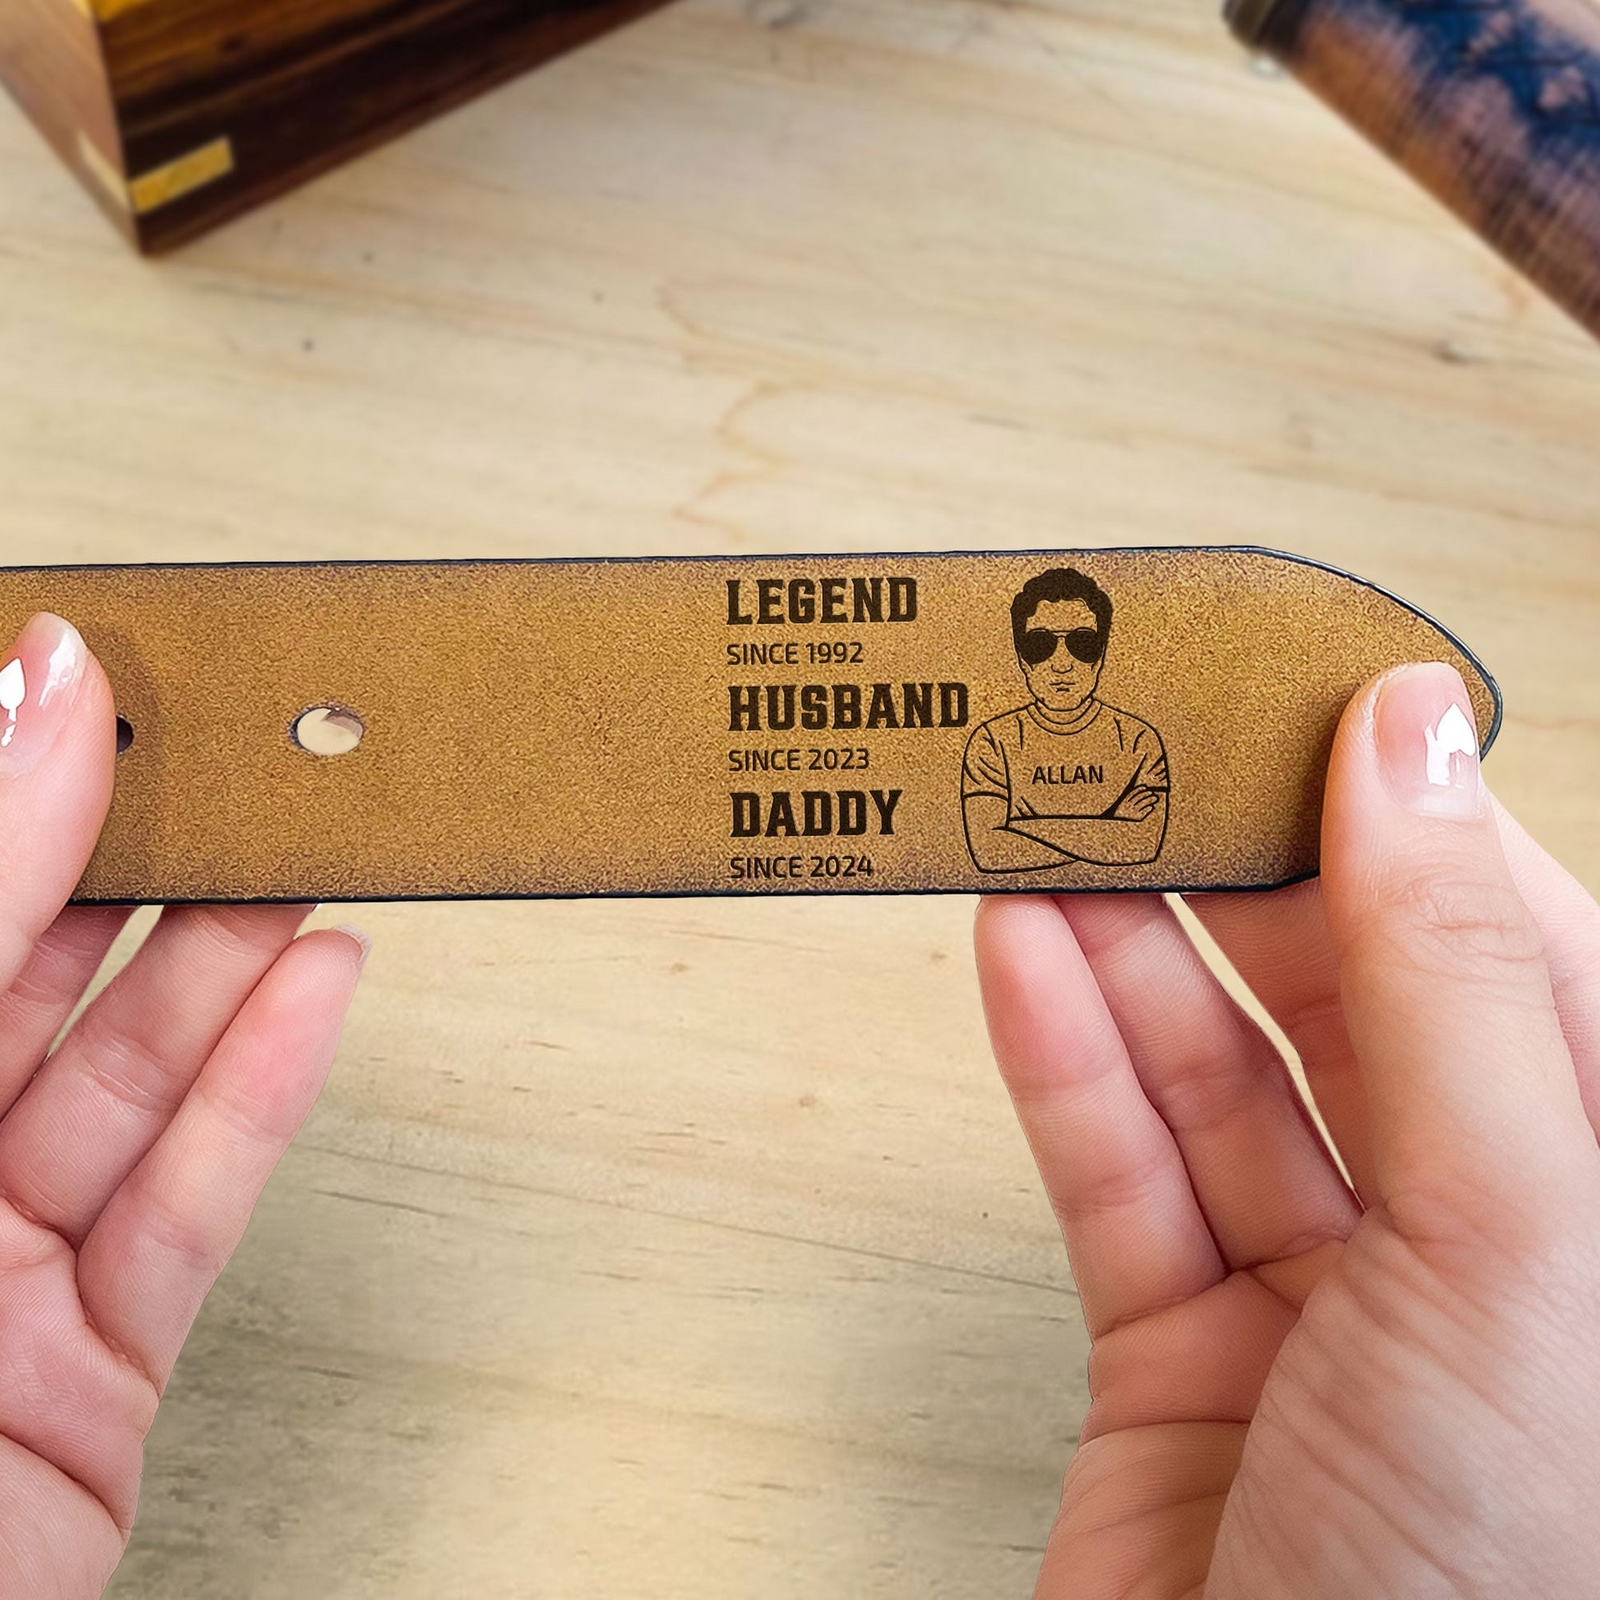 LEGEND
SINCE 1992
HUSBAND
SINCE 2023
DADDY
SINCE 2024
ALLAN